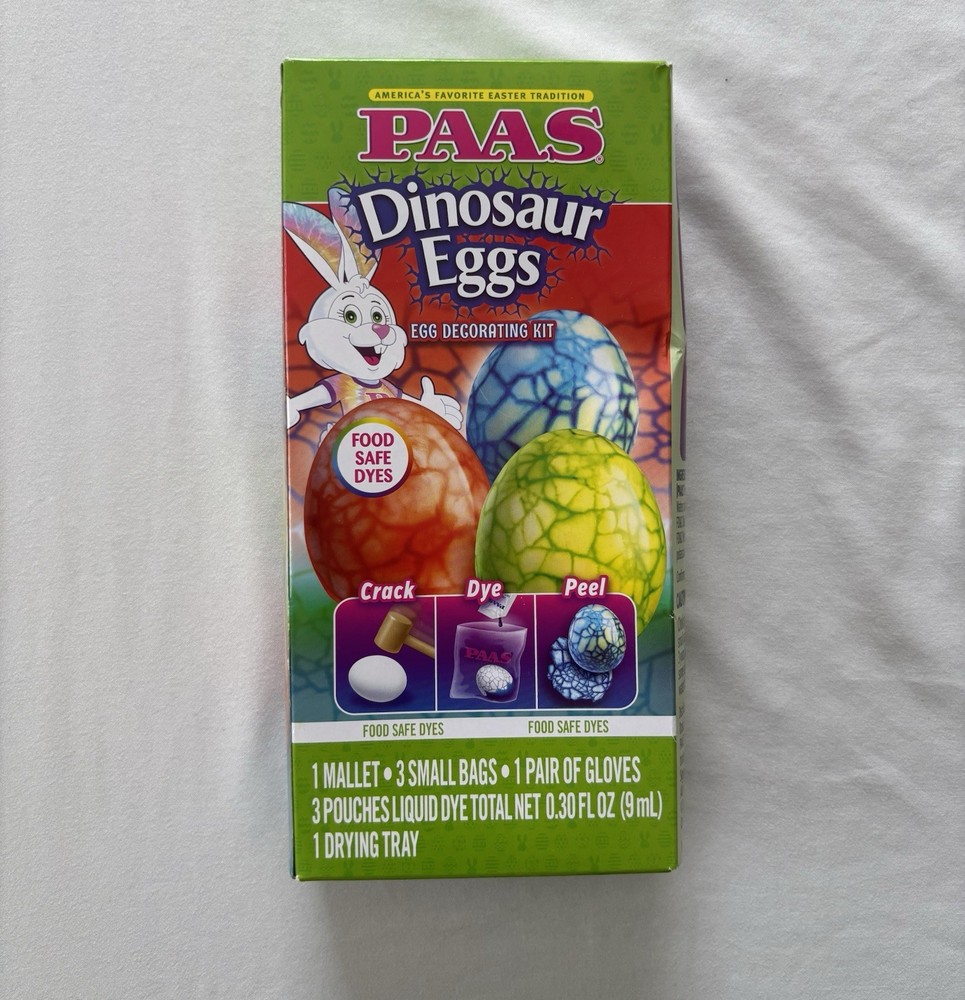 AMERICA'S FAVORITE EASTER TRADITION
PAAS®
Dinosaur
Eggs
EGG DECORATING KIT
FOOD
SAFE
DYES
Crack
Dye
Peel
PAAS
FOOD SAFE DYES
FOOD SAFE DYES
1 MALLET • 3 SMALL BAGS • 1 PAIR OF GLOVES
3 POUCHES LIQUID DYE TOTAL NET 0.30 FL OZ (9 mL)
1 DRYING TRAY